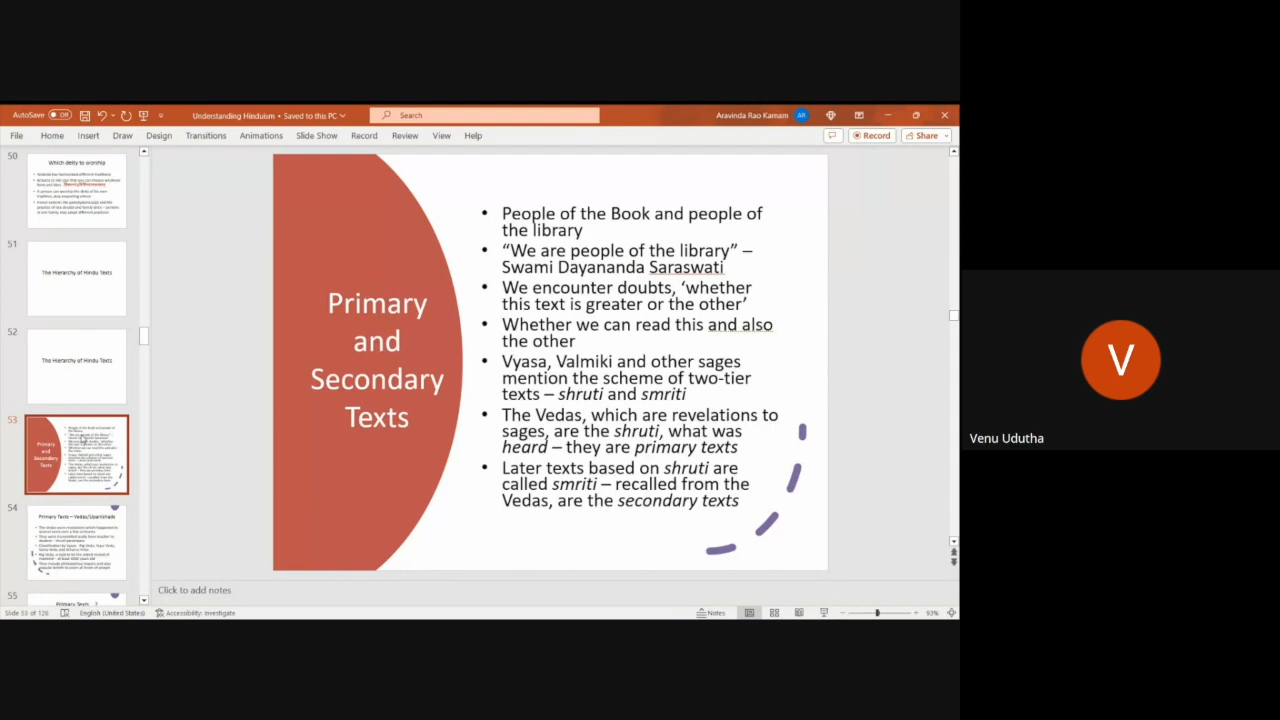 AutoSave Off
Understanding Hinduism • Saved to this PC
Search
Aravinda Rao Kamam AR
File Home Insert Draw Design Transitions Animations Slide Show Record Review View Help
Record
Share
50
Which deity to worship
51
The Hierarchy of Hindu Texts
52
The Hierarchy of Hindu Texts
53
Primary
and
Secondary
Texts
54
Primary Texts – Vedas/Upanishads
55
Primary Texts
Primary
and
Secondary
Texts
• People of the Book and people of
the library
• “We are people of the library” –
Swami Dayananda Saraswati
• We encounter doubts, ‘whether
this text is greater or the other’
• Whether we can read this and also
the other
• Vyasa, Valmiki and other sages
mention the scheme of two-tier
texts – shruti and smriti
• The Vedas, which are revelations to
sages, are the shruti, what was
heard – they are primary texts
• Later texts based on shruti are
called smriti – recalled from the
Vedas, are the secondary texts
Click to add notes
Slide 53 of 126
English (United States)
Accessibility: Investigate
Notes
93%
V
Venu Udutha